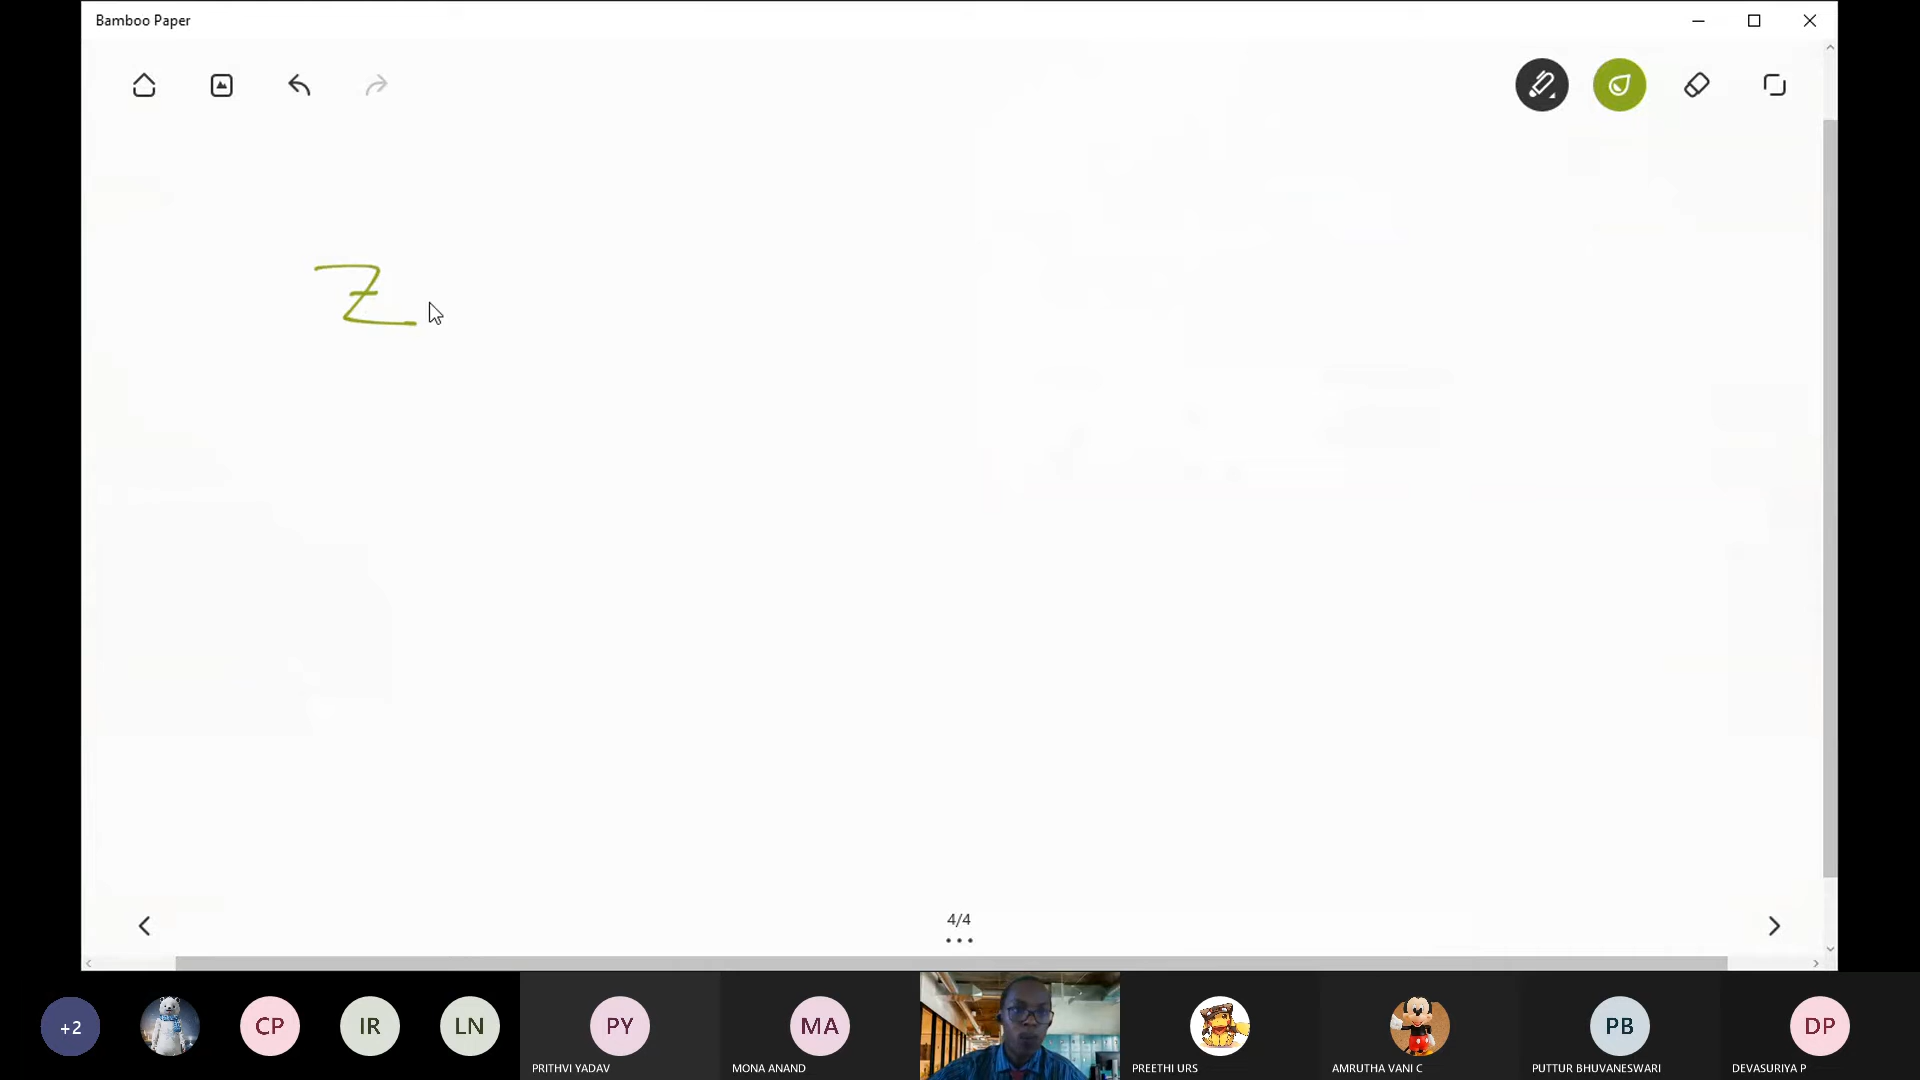 Bamboo Paper
Z
4/4
+2
CP
IR
LN
PY
MA
PB
DP
PRITHVI YADAV
MONA ANAND
PREETHI URS
AMRUTHA VANI C
PUTTUR BHUVANESWARI
DEVASURIYA P